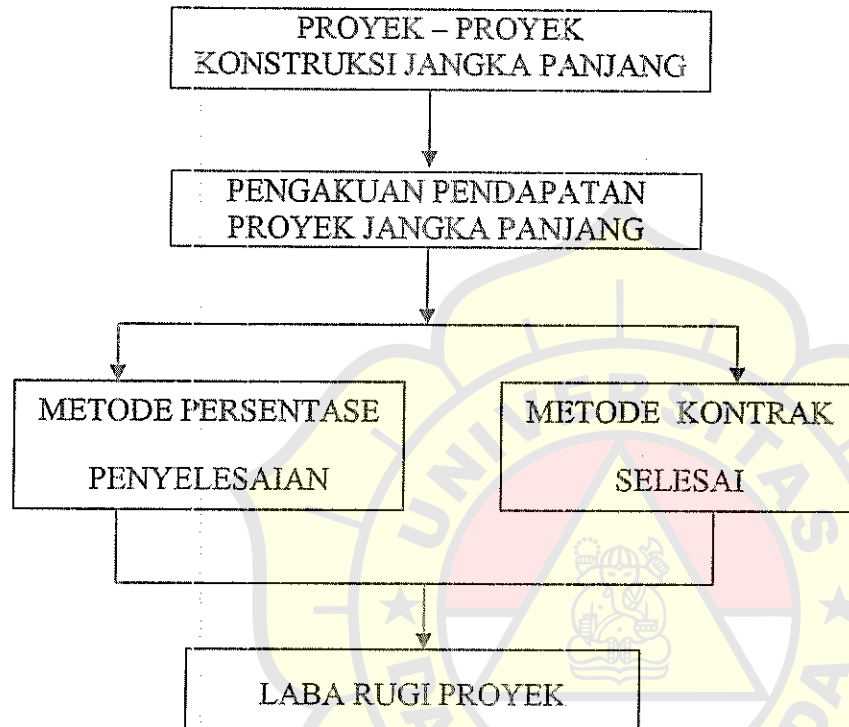 PROYEK – PROYEK
KONSTRUKSI JANGKA PANJANG
PENGAKUAN PENDAPATAN
PROYEK JANGKA PANJANG
METODE PERSENTASE
PENYELESAIAN
METODE KONTRAK
SELESAI
LABA RUGI PROYEK
UNIVERSITAS